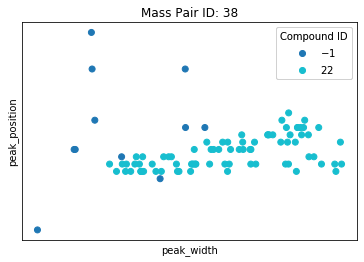 Mass Pair ID: 38
Compound ID
−1
22
peak_position
peak_width